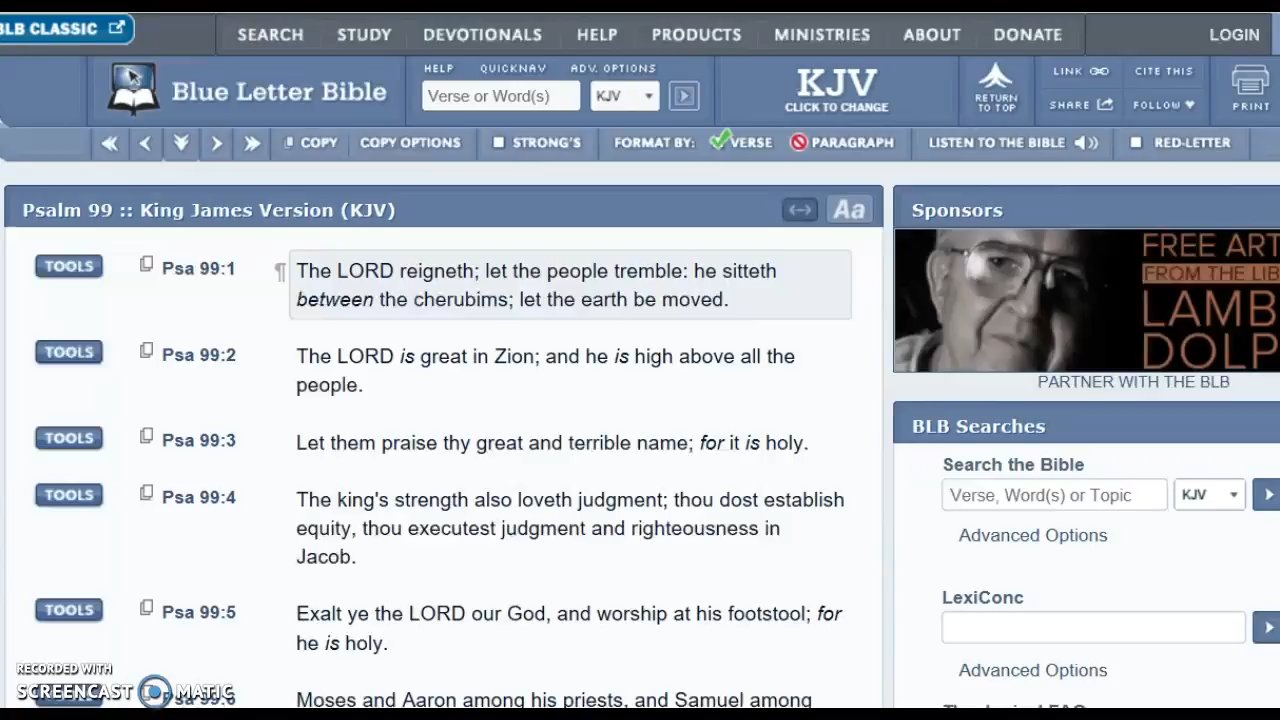 BLB CLASSIC
SEARCH STUDY DEVOTIONALS HELP PRODUCTS MINISTRIES ABOUT DONATE LOGIN
Blue Letter Bible
HELP QUICKNAV ADV. OPTIONS
Verse or Word(s) KJV
KJV
CLICK TO CHANGE
RETURN
TO TOP
LINK CITE THIS
SHARE FOLLOW
PRINT
COPY COPY OPTIONS STRONG'S FORMAT BY: VERSE PARAGRAPH LISTEN TO THE BIBLE RED-LETTER
Psalm 99 :: King James Version (KJV) Aa
TOOLS Psa 99:1 ¶ The LORD reigneth; let the people tremble: he sitteth
between the cherubims; let the earth be moved.
TOOLS Psa 99:2 The LORD is great in Zion; and he is high above all the
people.
TOOLS Psa 99:3 Let them praise thy great and terrible name; for it is holy.
TOOLS Psa 99:4 The king's strength also loveth judgment; thou dost establish
equity, thou executest judgment and righteousness in
Jacob.
TOOLS Psa 99:5 Exalt ye the LORD our God, and worship at his footstool; for
he is holy.
Psa 99:6 Moses and Aaron among his priests, and Samuel among
RECORDED WITH
SCREENCAST MATIC
Sponsors
FREE ART
FROM THE LIB
LAMB
DOLP
PARTNER WITH THE BLB
BLB Searches
Search the Bible
Verse, Word(s) or Topic KJV
Advanced Options
LexiConc
Advanced Options